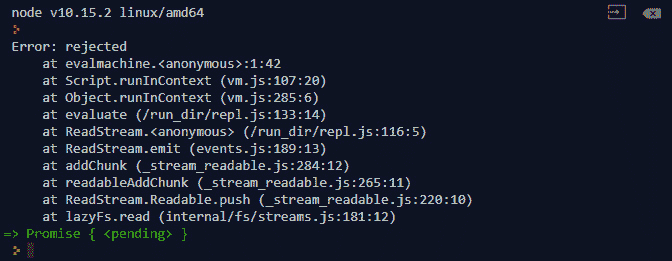 node v10.15.2 linux/amd64
>
Error: rejected
at evalmachine.<anonymous>:1:42
at Script.runInContext (vm.js:107:20)
at Object.runInContext (vm.js:285:6)
at evaluate (/run_dir/repl.js:133:14)
at ReadStream.<anonymous> (/run_dir/repl.js:116:5)
at ReadStream.emit (events.js:189:13)
at addChunk (_stream_readable.js:284:12)
at readableAddChunk (_stream_readable.js:265:11)
at ReadStream.Readable.push (_stream_readable.js:220:10)
at lazyFs.read (internal/fs/streams.js:181:12)
=> Promise { <pending> }
>